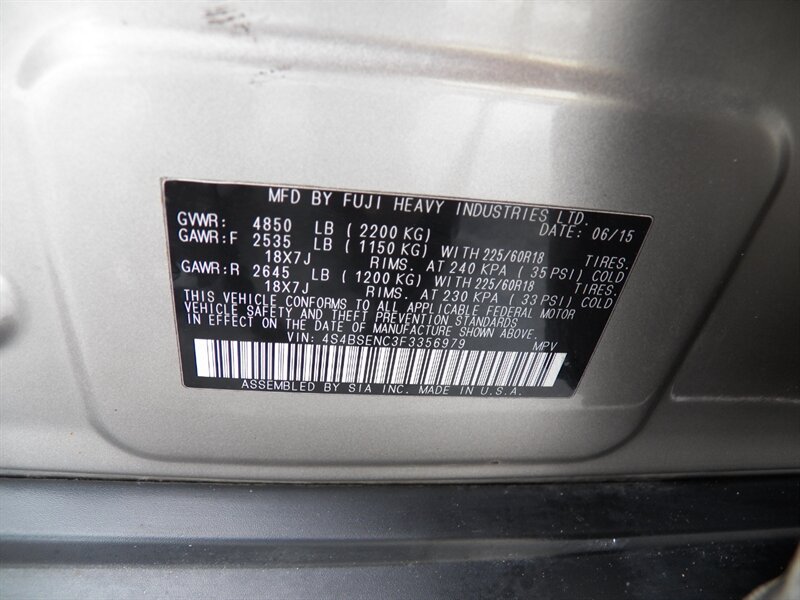 MFD BY FUJI HEAVY INDUSTRIES LTD.
GVWR: 4850 LB (2200 KG) DATE: 06/15
GAWR:F 2535 LB (1150 KG) WITH 225/60R18 TIRES.
18X7J RIMS. AT 240 KPA (35 PSI) COLD
GAWR:R 2645 LB (1200 KG) WITH 225/60R18 TIRES.
18X7J RIMS. AT 230 KPA (33 PSI) COLD
THIS VEHICLE CONFORMS TO ALL APPLICABLE FEDERAL MOTOR
VEHICLE SAFETY AND THEFT PREVENTION STANDARDS
IN EFFECT ON THE DATE OF MANUFACTURE SHOWN ABOVE.
VIN: 4S4BSENC3F3356979 MPV
ASSEMBLED BY SIA INC. MADE IN U.S.A.